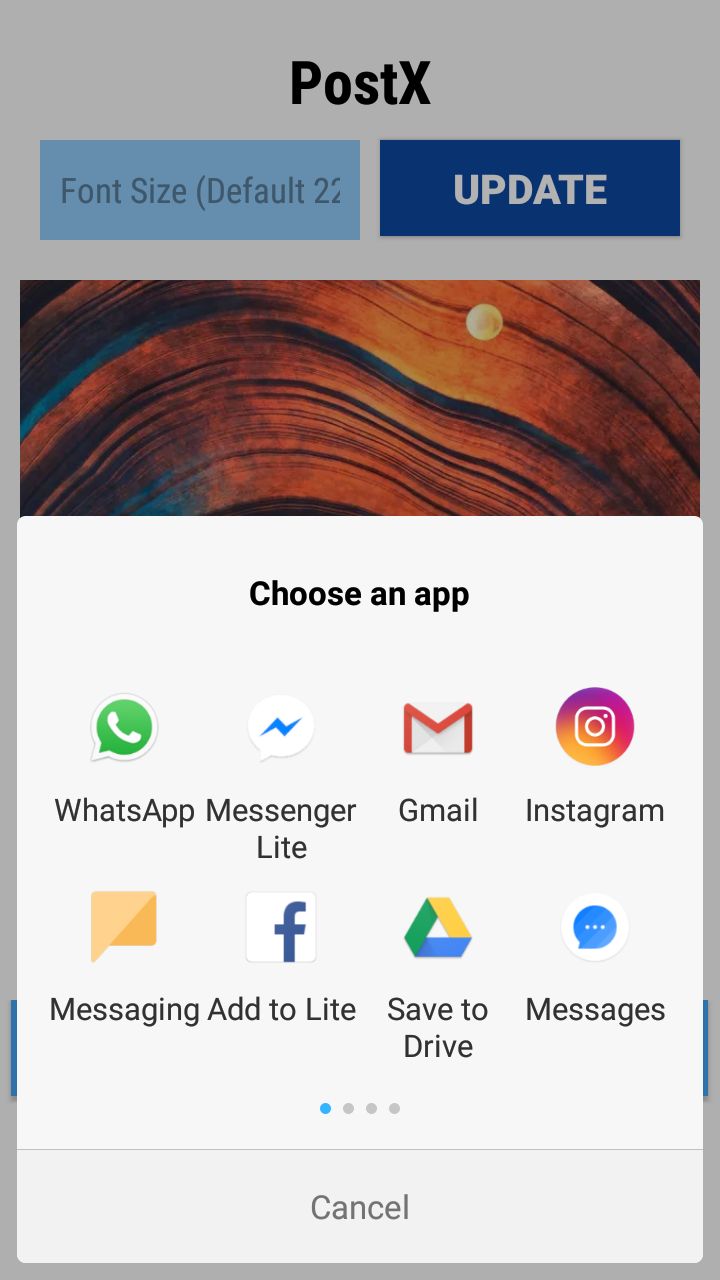 PostX
Font Size (Default 22
UPDATE
Choose an app
WhatsApp
Messenger
Lite
Gmail
Instagram
Messaging
Add to Lite
Save to
Drive
Messages
Cancel